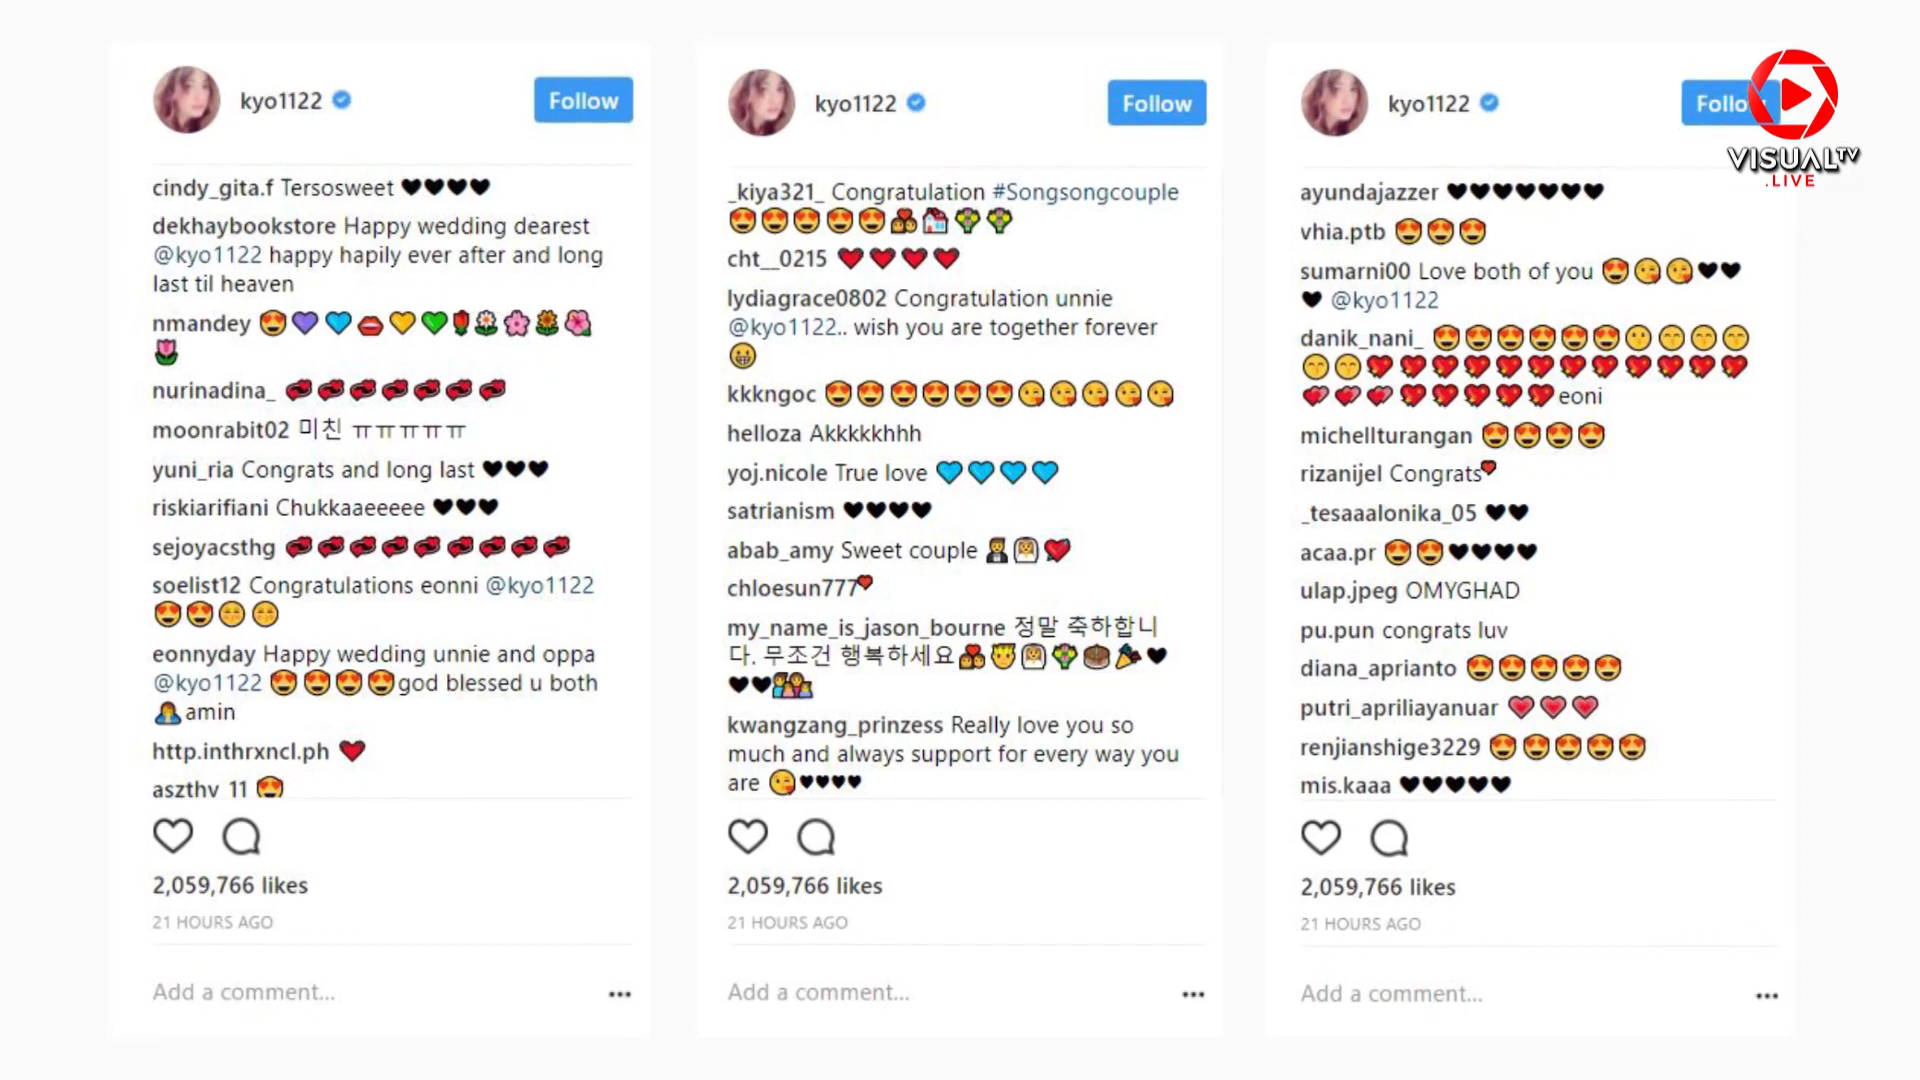 kyo1122
Follow
cindy_gita.f Tersosweet 🖤🖤🖤🖤
dekhaybookstore Happy wedding dearest
@kyo1122 happy hapily ever after and long
last til heaven
nmandey 😍💜💙💋💛💚🌹🌼🌸🌻🌺
🌷
nurinadina_ 💞💞💞💞💞💞💞
moonrabit02 미친 ㅠㅠㅠㅠㅠ
yuni_ria Congrats and long last 🖤🖤🖤
riskiarifiani Chukkaaeeeee 🖤🖤🖤
sejoyacsthg 💞💞💞💞💞💞💞💞💞
soelist12 Congratulations eonni @kyo1122
😍😍😊😊
eonnyday Happy wedding unnie and oppa
@kyo1122 😍😍😍😍god blessed u both
🙏amin
http.inthrxncl.ph ❤
aszthy_11 😍
2,059,766 likes
21 HOURS AGO
Add a comment...
kyo1122
Follow
_kiya321_ Congratulation #Songsongcouple
😍😍😍😍😍💑🏩💐💐
cht__0215 ❤❤❤❤
lydiagrace0802 Congratulation unnie
@kyo1122.. wish you are together forever
😀
kkkngoc 😍😍😍😍😍😍😘😘😘😘😘
helloza Akkkkkhhh
yoj.nicole True love 💙💙💙💙
satrianism 🖤🖤🖤🖤
abab_amy Sweet couple 🤵👰💘
chloesun777❤
my_name_is_jason_bourne 정말 축하합니
다. 무조건 행복하세요💑🤴👰💐🎂🎉🖤
🖤🖤👪
kwangzang_prinzess Really love you so
much and always support for every way you
are 😘♥♥♥♥
2,059,766 likes
21 HOURS AGO
Add a comment...
kyo1122
Follo
VISUALTV
.LIVE
ayundajazzer 🖤🖤🖤🖤🖤🖤🖤
vhia.ptb 😍😍😍
sumarni00 Love both of you 😍😘😘🖤🖤
🖤 @kyo1122
danik_nani_ 😍😍😍😍😍😍😗😙😙😙
😙😙💖💖💖💖💖💖💖💖💖💖💖💖
💕💕💕💖💖💖💖💖eoni
michellturangan 😍😍😍😍
rizanijel Congrats❤
_tesaaalonika_05 🖤🖤
acaa.pr 😍😍🖤🖤🖤🖤
ulap.jpeg OMYGHAD
pu.pun congrats luv
diana_aprianto 😍😍😍😍😍
putri_apriliayanuar 💗💗💗
renjianshige3229 😍😍😍😍😍
mis.kaaa 🖤🖤🖤🖤🖤
2,059,766 likes
21 HOURS AGO
Add a comment...